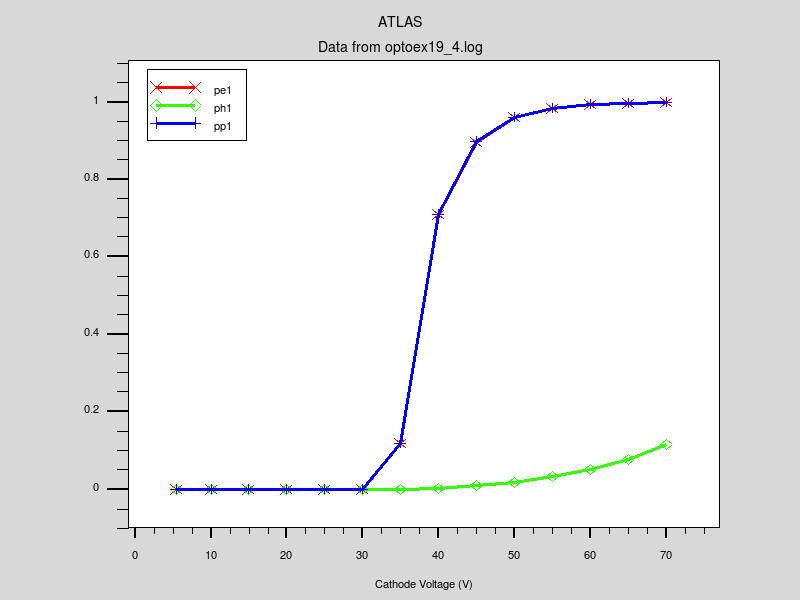 ATLAS
Data from optoex19_4.log
pe1
ph1
pp1
1
0.8
0.6
0.4
0.2
0
0 10 20 30 40 50 60 70
Cathode Voltage (V)